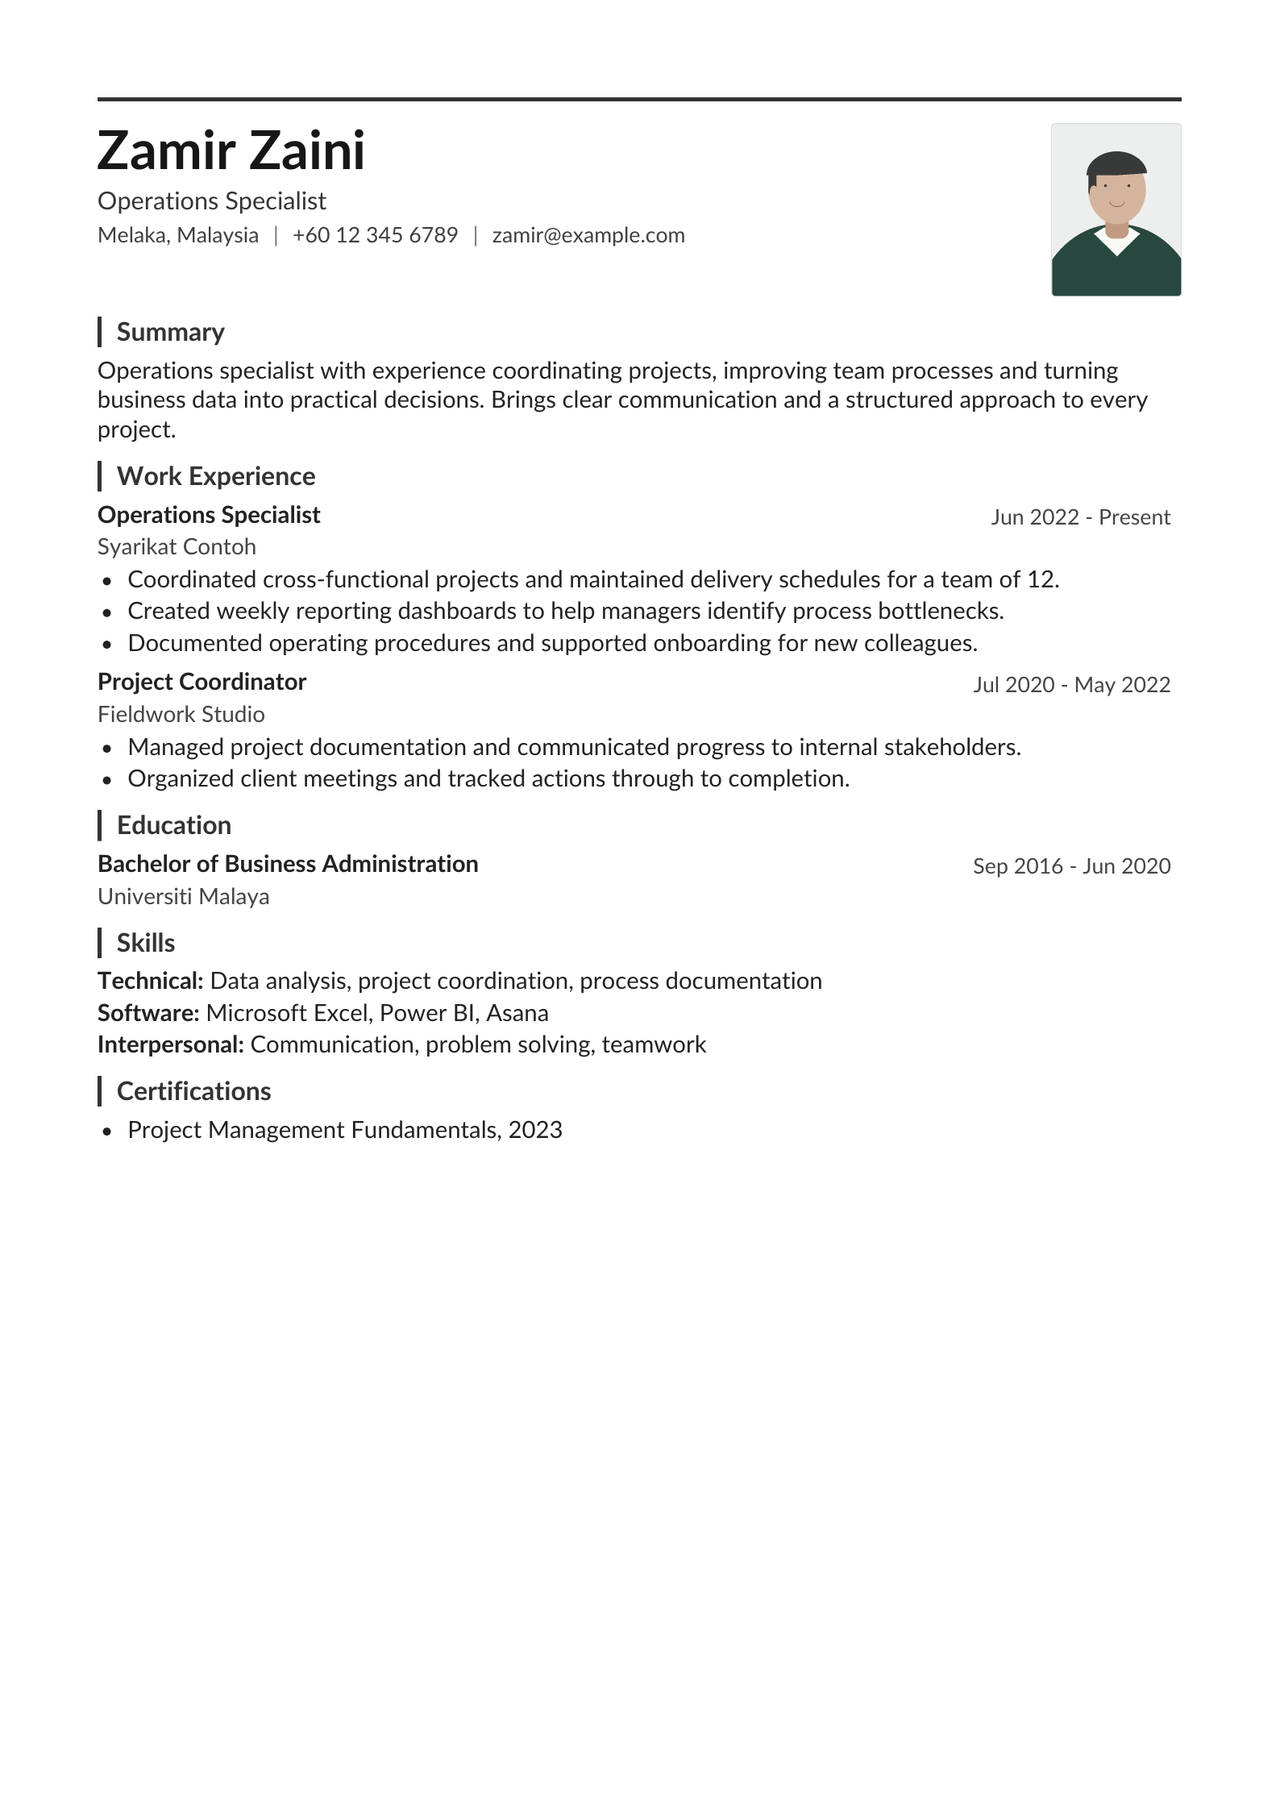 Zamir Zaini
Operations Specialist
Melaka, Malaysia | +60 12 345 6789 | zamir@example.com
Summary
Operations specialist with experience coordinating projects, improving team processes and turning
business data into practical decisions. Brings clear communication and a structured approach to every
project.
Work Experience
Operations Specialist Jun 2022 - Present
Syarikat Contoh
• Coordinated cross-functional projects and maintained delivery schedules for a team of 12.
• Created weekly reporting dashboards to help managers identify process bottlenecks.
• Documented operating procedures and supported onboarding for new colleagues.
Project Coordinator Jul 2020 - May 2022
Fieldwork Studio
• Managed project documentation and communicated progress to internal stakeholders.
• Organized client meetings and tracked actions through to completion.
Education
Bachelor of Business Administration Sep 2016 - Jun 2020
Universiti Malaya
Skills
Technical: Data analysis, project coordination, process documentation
Software: Microsoft Excel, Power BI, Asana
Interpersonal: Communication, problem solving, teamwork
Certifications
• Project Management Fundamentals, 2023